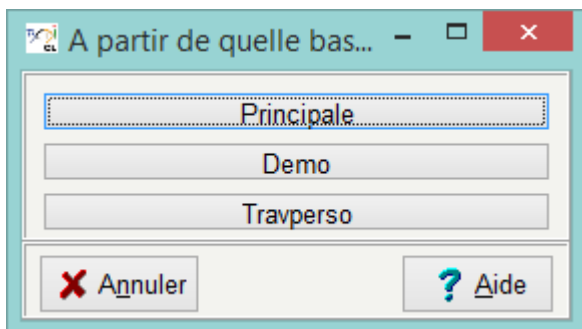 A partir de quelle bas...
Principale
Demo
Travperso
Annuler
Aide